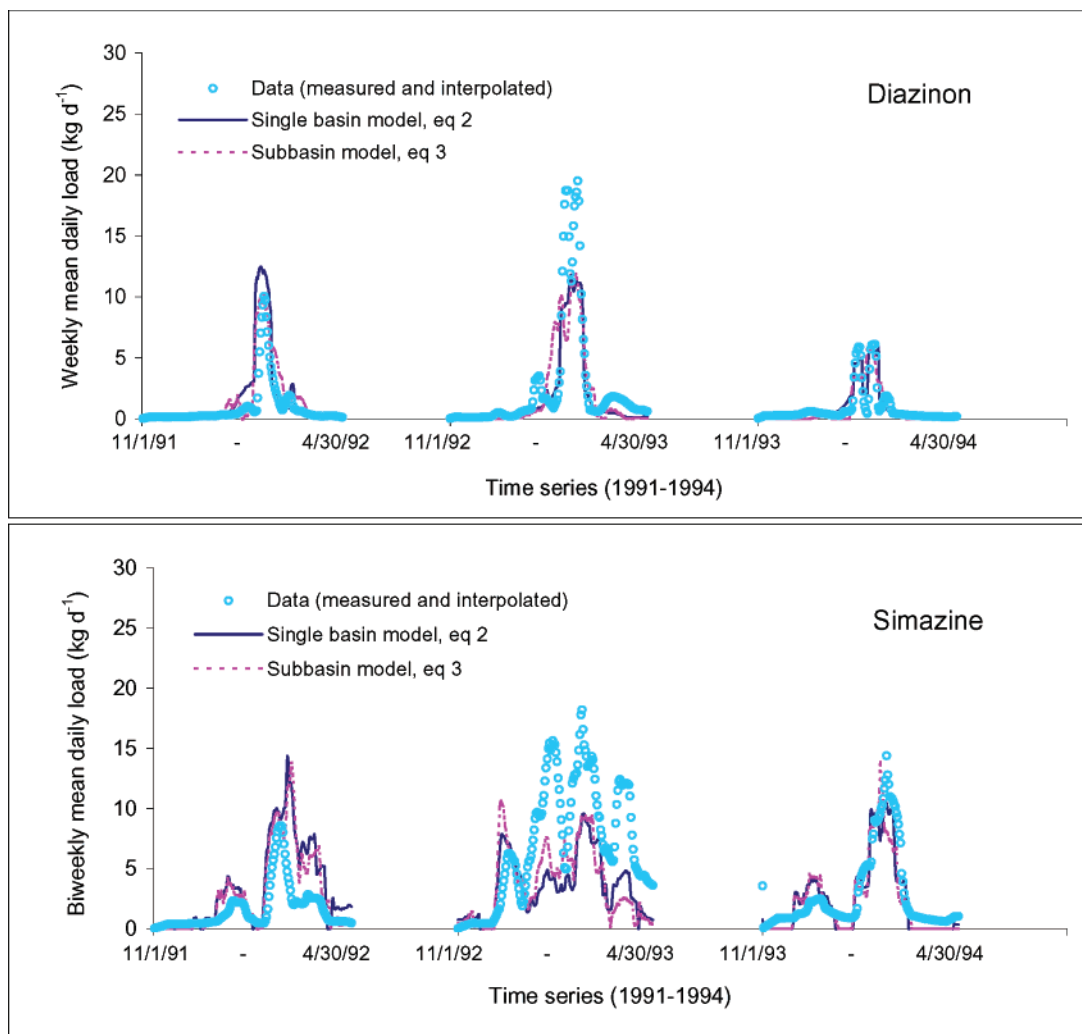 30
25
20
15
10
5
0
Weekly mean daily load (kg d⁻¹)
Data (measured and interpolated)
Single basin model, eq 2
Subbasin model, eq 3
Diazinon
11/1/91 - 4/30/92 11/1/92 - 4/30/93 11/1/93 - 4/30/94
Time series (1991-1994)
30
25
20
15
10
5
0
Biweekly mean daily load (kg d⁻¹)
Data (measured and interpolated)
Single basin model, eq 2
Subbasin model, eq 3
Simazine
11/1/91 - 4/30/92 11/1/92 - 4/30/93 11/1/93 - 4/30/94
Time series (1991-1994)